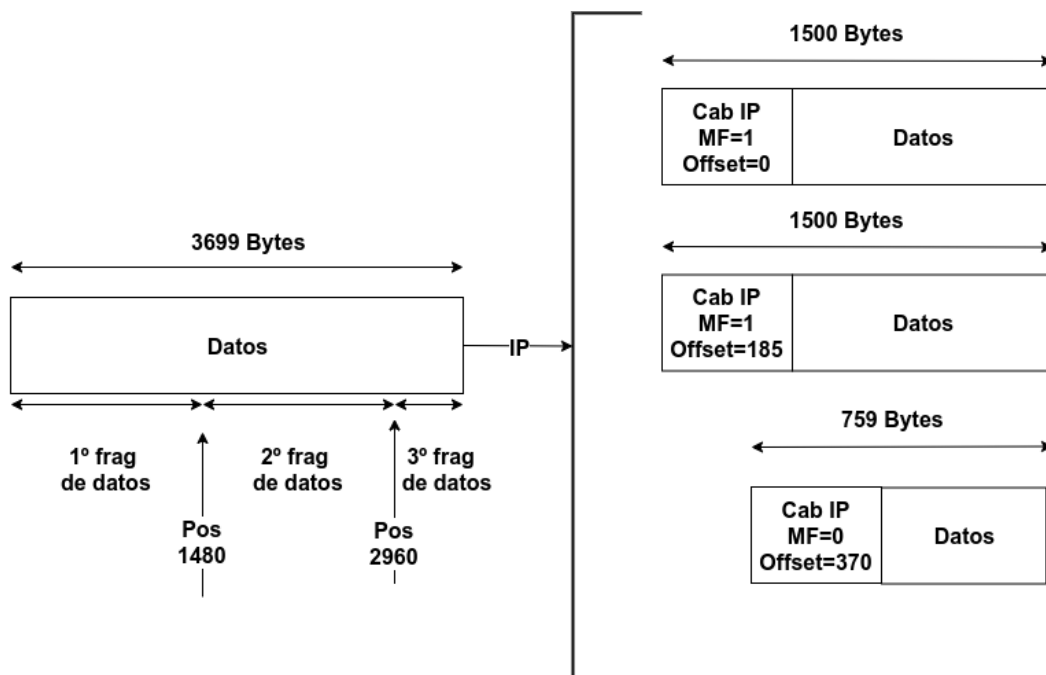 3699 Bytes
Datos
1º frag
de datos
2º frag
de datos
3º frag
de datos
Pos
1480
Pos
2960
IP
1500 Bytes
Cab IP
MF=1
Offset=0
Datos
1500 Bytes
Cab IP
MF=1
Offset=185
Datos
759 Bytes
Cab IP
MF=0
Offset=370
Datos